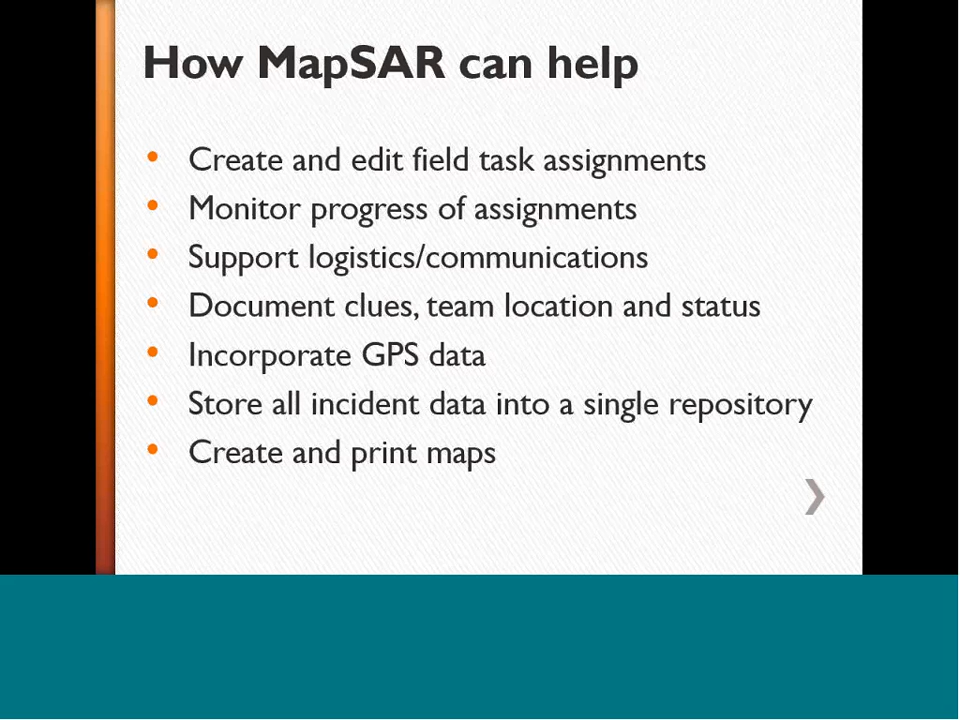 How MapSAR can help
• Create and edit field task assignments
• Monitor progress of assignments
• Support logistics/communications
• Document clues, team location and status
• Incorporate GPS data
• Store all incident data into a single repository
• Create and print maps